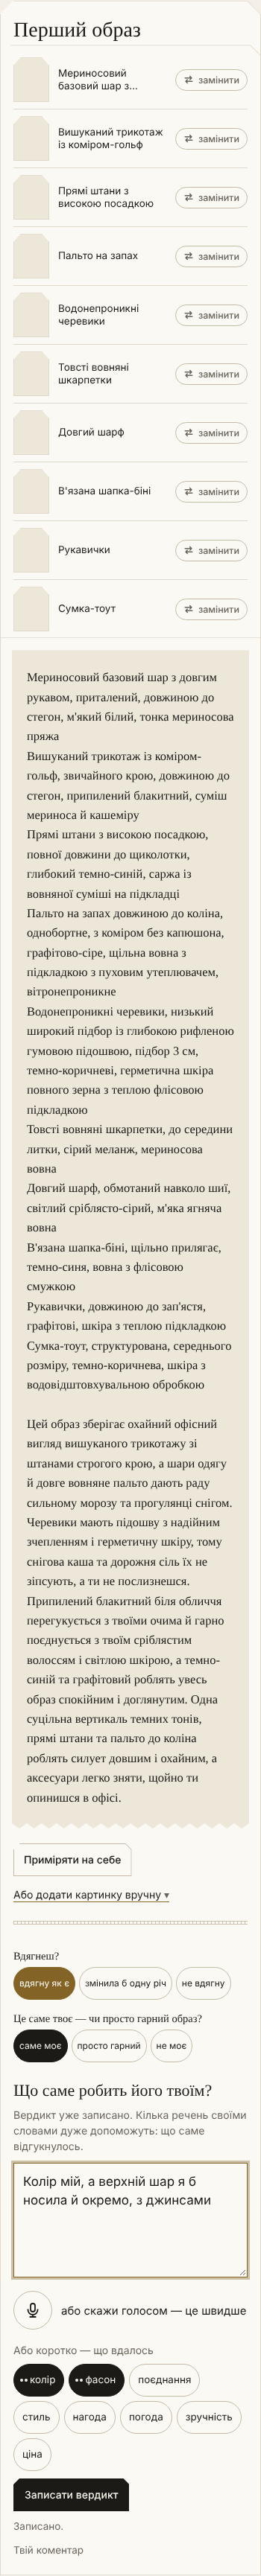 Перший образ
Мериносовий
базовий шар з...
замінити
Вишуканий трикотаж
із коміром-гольф
замінити
Прямі штани з
високою посадкою
замінити
Пальто на запах
замінити
Водонепроникні
черевики
замінити
Товсті вовняні
шкарпетки
замінити
Довгий шарф
замінити
В'язана шапка-біні
замінити
Рукавички
замінити
Сумка-тоут
замінити
Мериносовий базовий шар з довгим
рукавом, приталений, довжиною до
стегон, м'який білий, тонка мериносова
пряжа
Вишуканий трикотаж із коміром-
гольф, звичайного крою, довжиною до
стегон, припилений блакитний, суміш
мериноса й кашеміру
Прямі штани з високою посадкою,
повної довжини до щиколотки,
глибокий темно-синій, саржа із
вовняної суміші на підкладці
Пальто на запах довжиною до коліна,
однобортне, з коміром без капюшона,
графітово-сіре, щільна вовна з
підкладкою з пуховим утеплювачем,
вітронепроникне
Водонепроникні черевики, низький
широкий підбор із глибокою рифленою
гумовою підошвою, підбор 3 см,
темно-коричневі, герметична шкіра
повного зерна з теплою флісовою
підкладкою
Товсті вовняні шкарпетки, до середини
литки, сірий меланж, мериносова
вовна
Довгий шарф, обмотаний навколо шиї,
світлий сріблясто-сірий, м'яка ягняча
вовна
В'язана шапка-біні, щільно прилягає,
темно-синя, вовна з флісовою
смужкою
Рукавички, довжиною до зап'ястя,
графітові, шкіра з теплою підкладкою
Сумка-тоут, структурована, середнього
розміру, темно-коричнева, шкіра з
водовідштовхувальною обробкою
Цей образ зберігає охайний офісний
вигляд вишуканого трикотажу зі
штанами строгого крою, а шари одягу
й довге вовняне пальто дають раду
сильному морозу та прогулянці снігом.
Черевики мають підошву з надійним
зчепленням і герметичну шкіру, тому
снігова каша та дорожня сіль їх не
зіпсують, а ти не послизнешся.
Припилений блакитний біля обличчя
перегукується з твоїми очима й гарно
поєднується з твоїм сріблястим
волоссям і світлою шкірою, а темно-
синій та графітовий роблять увесь
образ спокійним і доглянутим. Одна
суцільна вертикаль темних тонів,
прямі штани та пальто до коліна
роблять силует довшим і охайним, а
аксесуари легко зняти, щойно ти
опинишся в офісі.
Приміряти на себе
Або додати картинку вручну ▾
Вдягнеш?
вдягну як є
змінила б одну річ
не вдягну
Це саме твоє — чи просто гарний образ?
саме моє
просто гарний
не моє
Що саме робить його твоїм?
Вердикт уже записано. Кілька речень своїми
словами дуже допоможуть: що саме
відгукнулось.
Колір мій, а верхній шар я б
носила й окремо, з джинсами
або скажи голосом — це швидше
Або коротко — що вдалось
•• колір
•• фасон
поєднання
стиль
нагода
погода
зручність
ціна
Записати вердикт
Записано.
Твій коментар